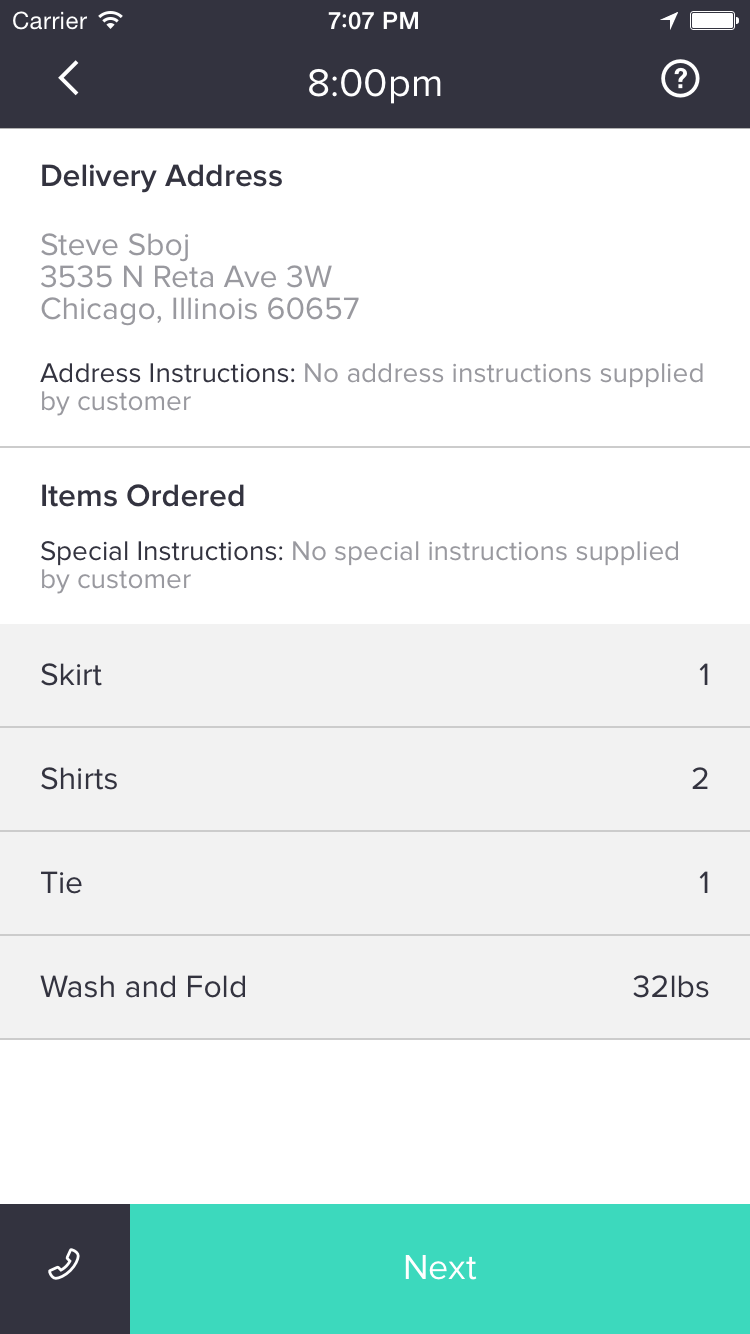 Carrier 7:07 PM
8:00pm ?
Delivery Address
Steve Sboj
3535 N Reta Ave 3W
Chicago, Illinois 60657
Address Instructions: No address instructions supplied
by customer
Items Ordered
Special Instructions: No special instructions supplied
by customer
Skirt 1
Shirts 2
Tie 1
Wash and Fold 32lbs
Next